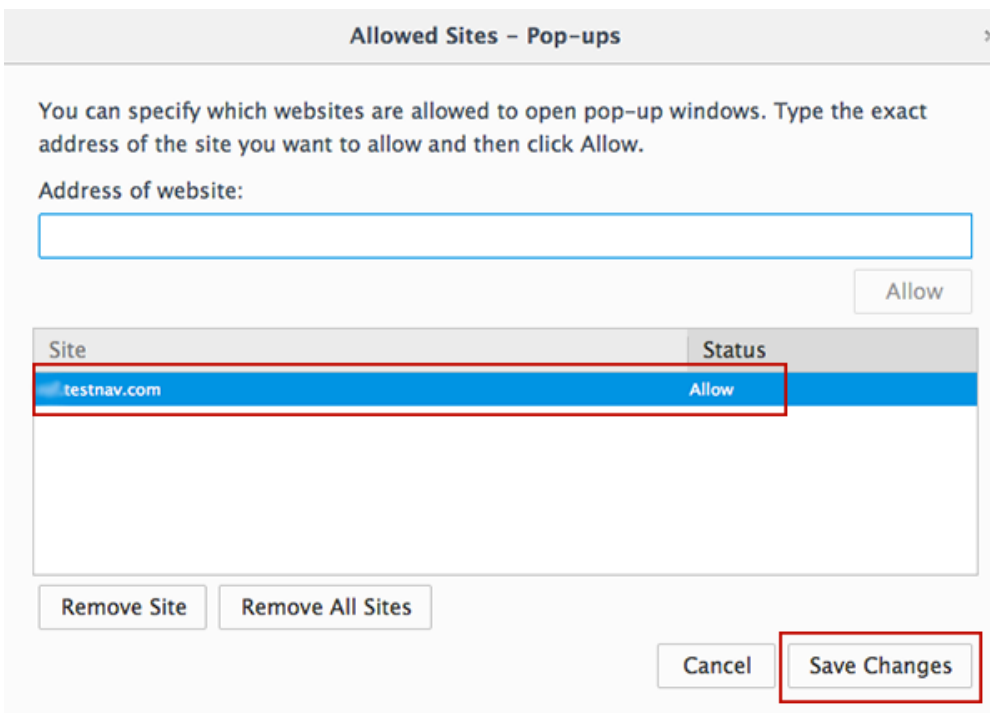 Allowed Sites – Pop-ups
You can specify which websites are allowed to open pop-up windows. Type the exact
address of the site you want to allow and then click Allow.
Address of website:
Allow
Site Status
.testnav.com Allow
Remove Site Remove All Sites
Cancel Save Changes